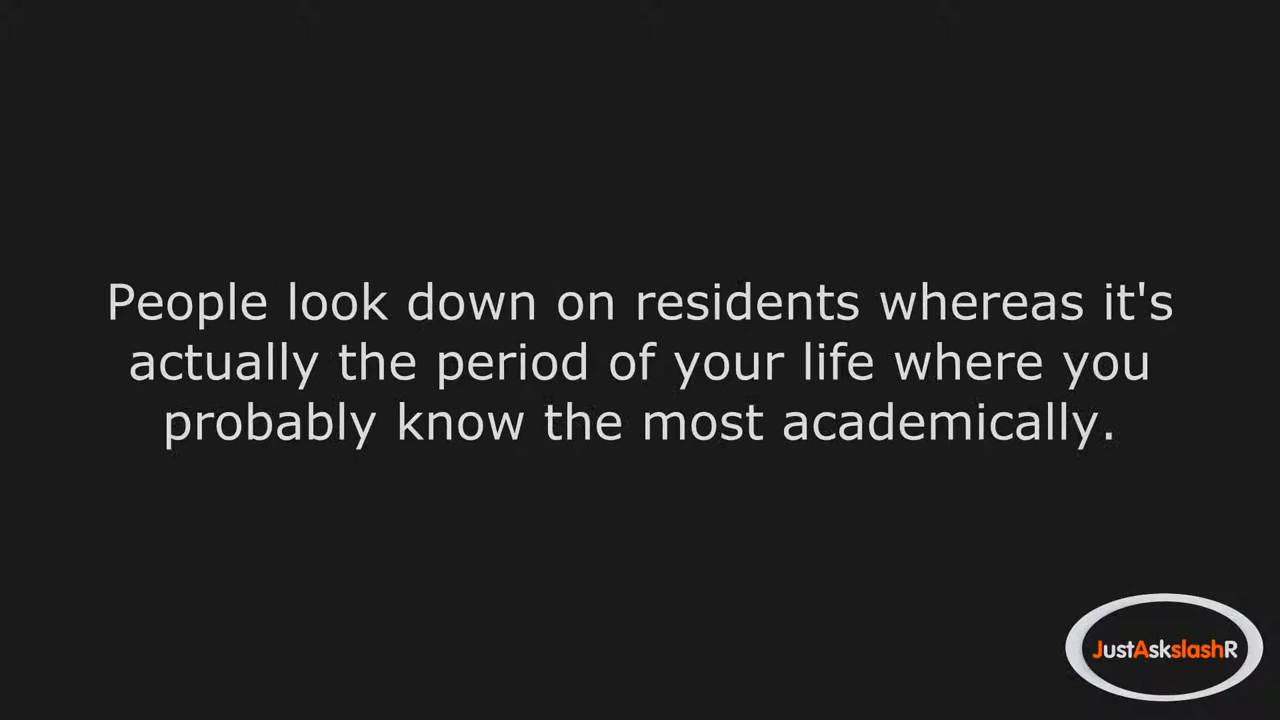 People look down on residents whereas it's
actually the period of your life where you
probably know the most academically.
JustAskslashR